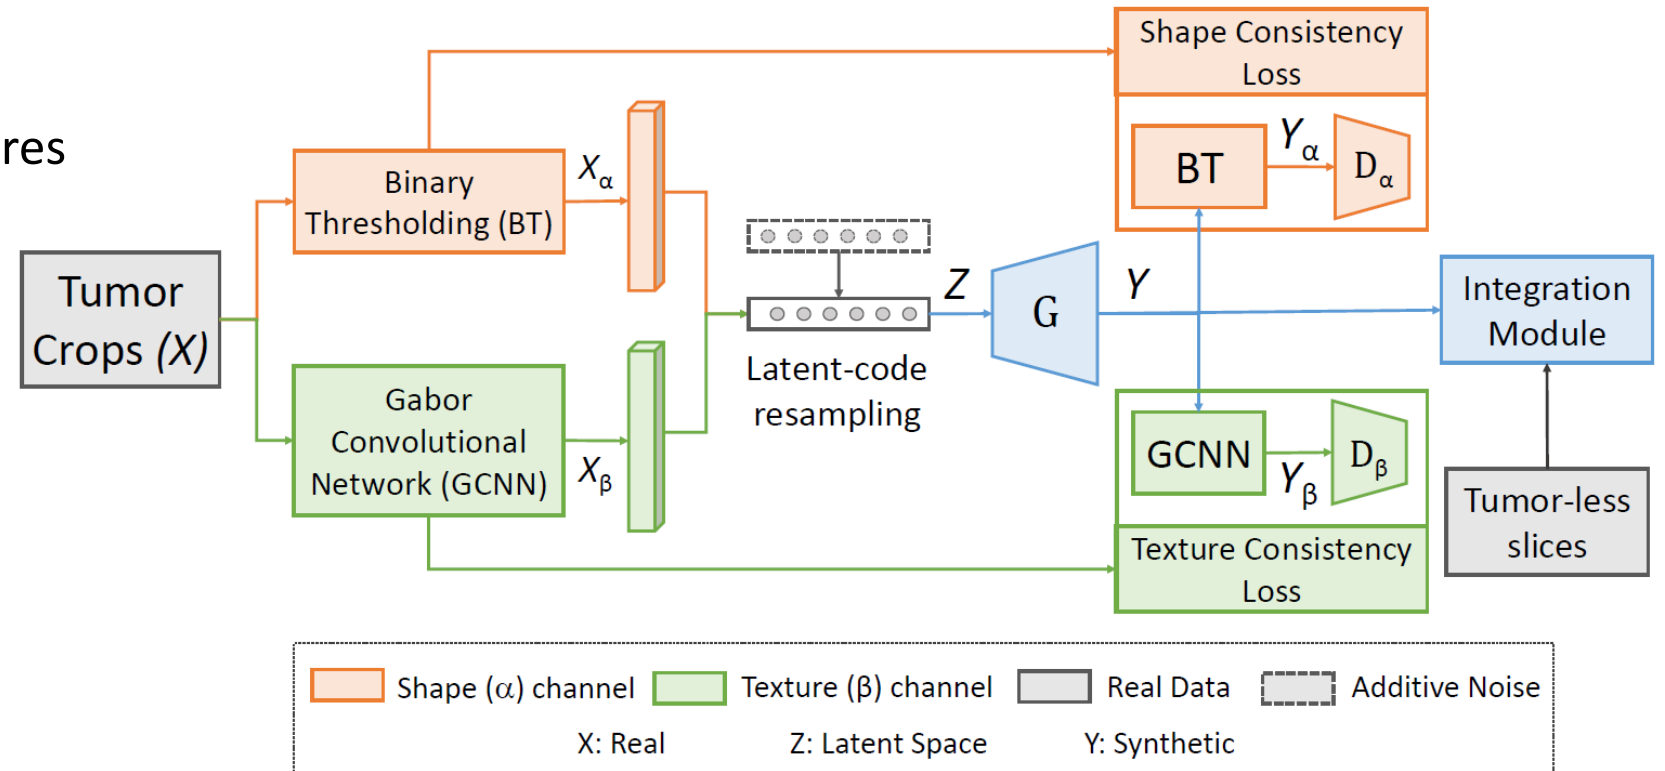 res
Tumor
Crops (X)
Binary
Thresholding (BT)
Xα
Gabor
Convolutional
Network (GCNN)
Xβ
Latent-code
resampling
Z
G
Y
Shape Consistency
Loss
BT
Yα
Dα
GCNN
Yβ
Dβ
Texture Consistency
Loss
Integration
Module
Tumor-less
slices
Shape (α) channel
Texture (β) channel
Real Data
Additive Noise
X: Real
Z: Latent Space
Y: Synthetic